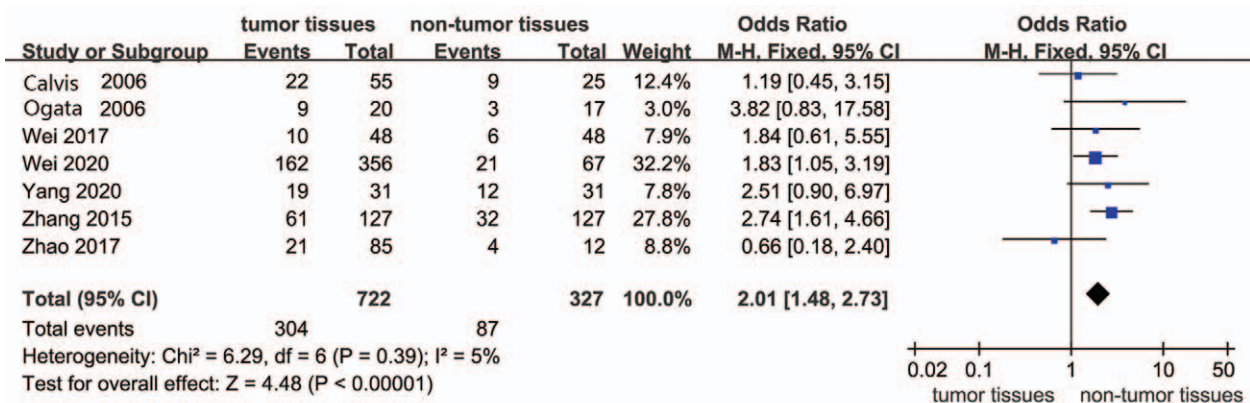 tumor tissues non-tumor tissues Odds Ratio Odds Ratio
Study or Subgroup Events Total Events Total Weight M-H, Fixed, 95% CI M-H, Fixed, 95% CI
Calvis 2006 22 55 9 25 12.4% 1.19 [0.45, 3.15]
Ogata 2006 9 20 3 17 3.0% 3.82 [0.83, 17.58]
Wei 2017 10 48 6 48 7.9% 1.84 [0.61, 5.55]
Wei 2020 162 356 21 67 32.2% 1.83 [1.05, 3.19]
Yang 2020 19 31 12 31 7.8% 2.51 [0.90, 6.97]
Zhang 2015 61 127 32 127 27.8% 2.74 [1.61, 4.66]
Zhao 2017 21 85 4 12 8.8% 0.66 [0.18, 2.40]
Total (95% CI) 722 327 100.0% 2.01 [1.48, 2.73]
Total events 304 87
Heterogeneity: Chi² = 6.29, df = 6 (P = 0.39); I² = 5%
Test for overall effect: Z = 4.48 (P < 0.00001)
0.02 0.1 1 10 50
tumor tissues non-tumor tissues